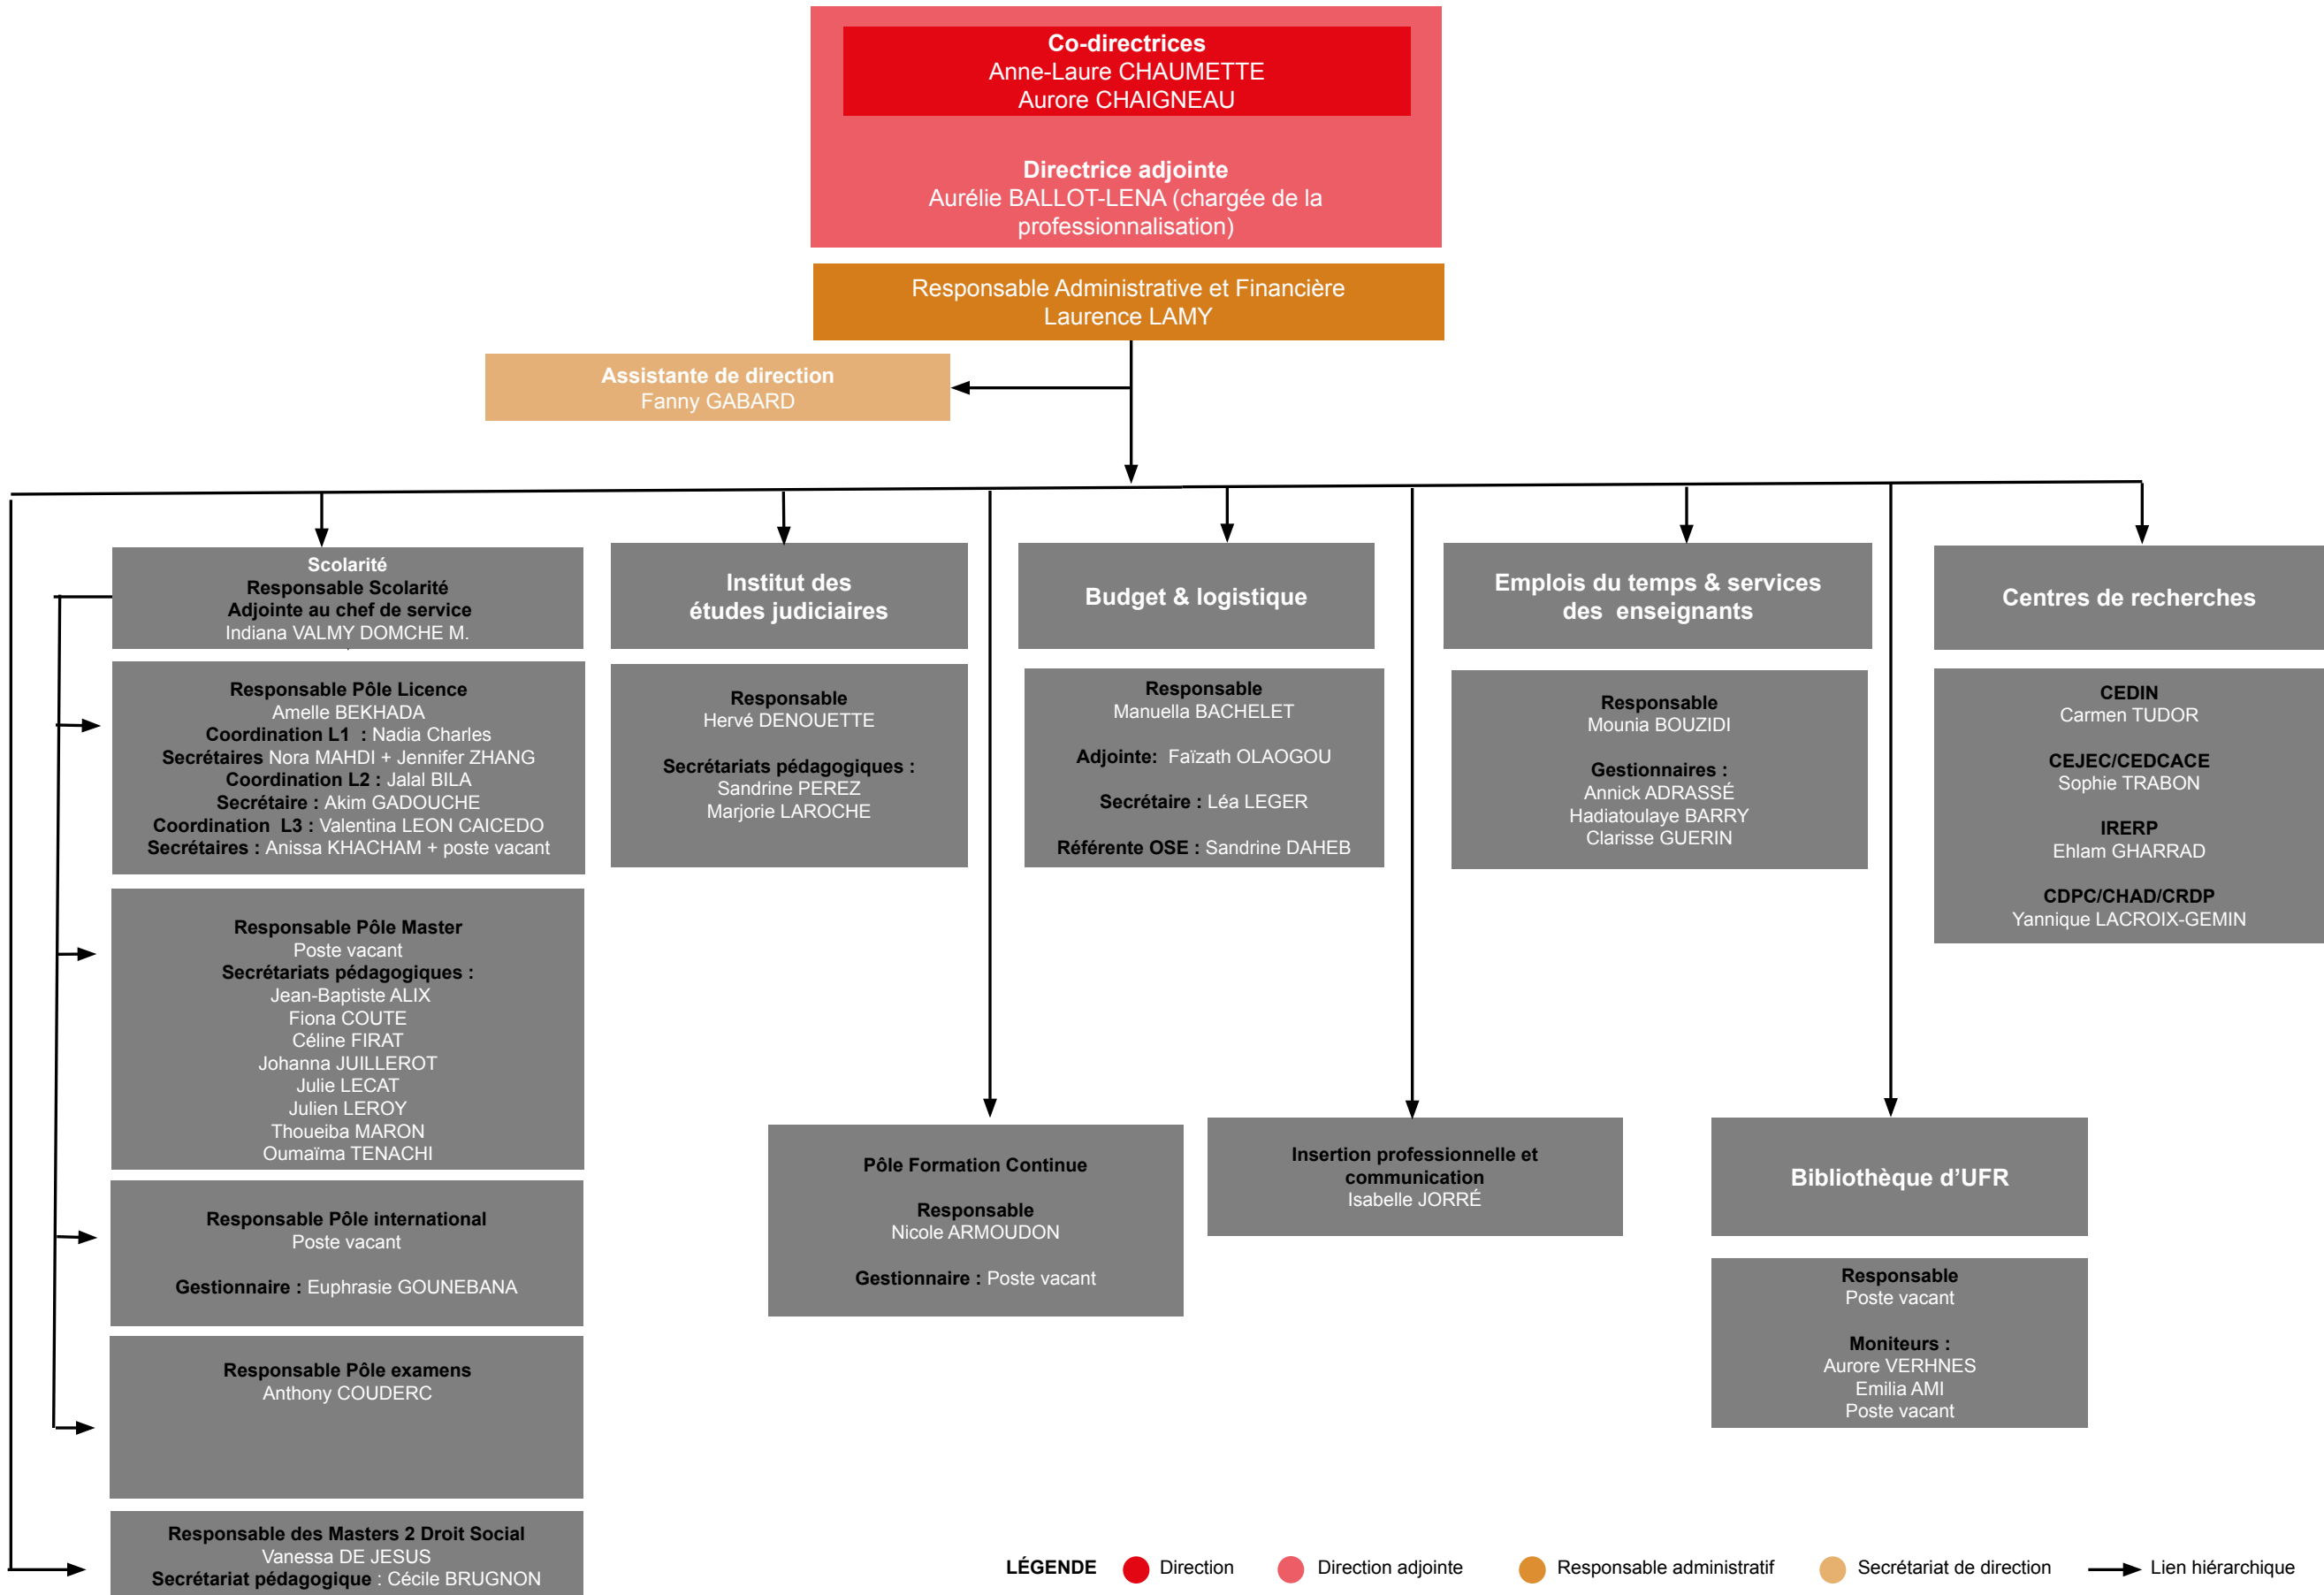 Co-directrices
Anne-Laure CHAUMETTE
Aurore CHAIGNEAU
Directrice adjointe
Aurélie BALLOT-LENA (chargée de la
professionnalisation)
Responsable Administrative et Financière
Laurence LAMY
Assistante de direction
Fanny GABARD
Scolarité
Responsable Scolarité
Adjointe au chef de service
Indiana VALMY DOMCHE M.
Responsable Pôle Licence
Amelle BEKHADA
Coordination L1 : Nadia Charles
Secrétaires Nora MAHDI + Jennifer ZHANG
Coordination L2 : Jalal BILA
Secrétaire : Akim GADOUCHE
Coordination L3 : Valentina LEON CAICEDO
Secrétaires : Anissa KHACHAM + poste vacant
Responsable Pôle Master
Poste vacant
Secrétariats pédagogiques :
Jean-Baptiste ALIX
Fiona COUTE
Céline FIRAT
Johanna JUILLEROT
Julie LECAT
Julien LEROY
Thoueiba MARON
Oumaïma TENACHI
Responsable Pôle international
Poste vacant
Gestionnaire : Euphrasie GOUNEBANA
Responsable Pôle examens
Anthony COUDERC
Responsable des Masters 2 Droit Social
Vanessa DE JESUS
Secrétariat pédagogique : Cécile BRUGNON
Institut des
études judiciaires
Responsable
Hervé DENOUETTE
Secrétariats pédagogiques :
Sandrine PEREZ
Marjorie LAROCHE
Pôle Formation Continue
Responsable
Nicole ARMOUDON
Gestionnaire : Poste vacant
Budget & logistique
Responsable
Manuella BACHELET
Adjointe: Faïzath OLAOGOU
Secrétaire : Léa LEGER
Référente OSE : Sandrine DAHEB
Insertion professionnelle et
communication
Isabelle JORRÉ
Emplois du temps & services
des enseignants
Responsable
Mounia BOUZIDI
Gestionnaires :
Annick ADRASSÉ
Hadiatoulaye BARRY
Clarisse GUERIN
Bibliothèque d’UFR
Responsable
Poste vacant
Moniteurs :
Aurore VERHNES
Emilia AMI
Poste vacant
Centres de recherches
CEDIN
Carmen TUDOR
CEJEC/CEDCACE
Sophie TRABON
IRERP
Ehlam GHARRAD
CDPC/CHAD/CRDP
Yannique LACROIX-GEMIN
LÉGENDE
Direction
Direction adjointe
Responsable administratif
Secrétariat de direction
Lien hiérarchique